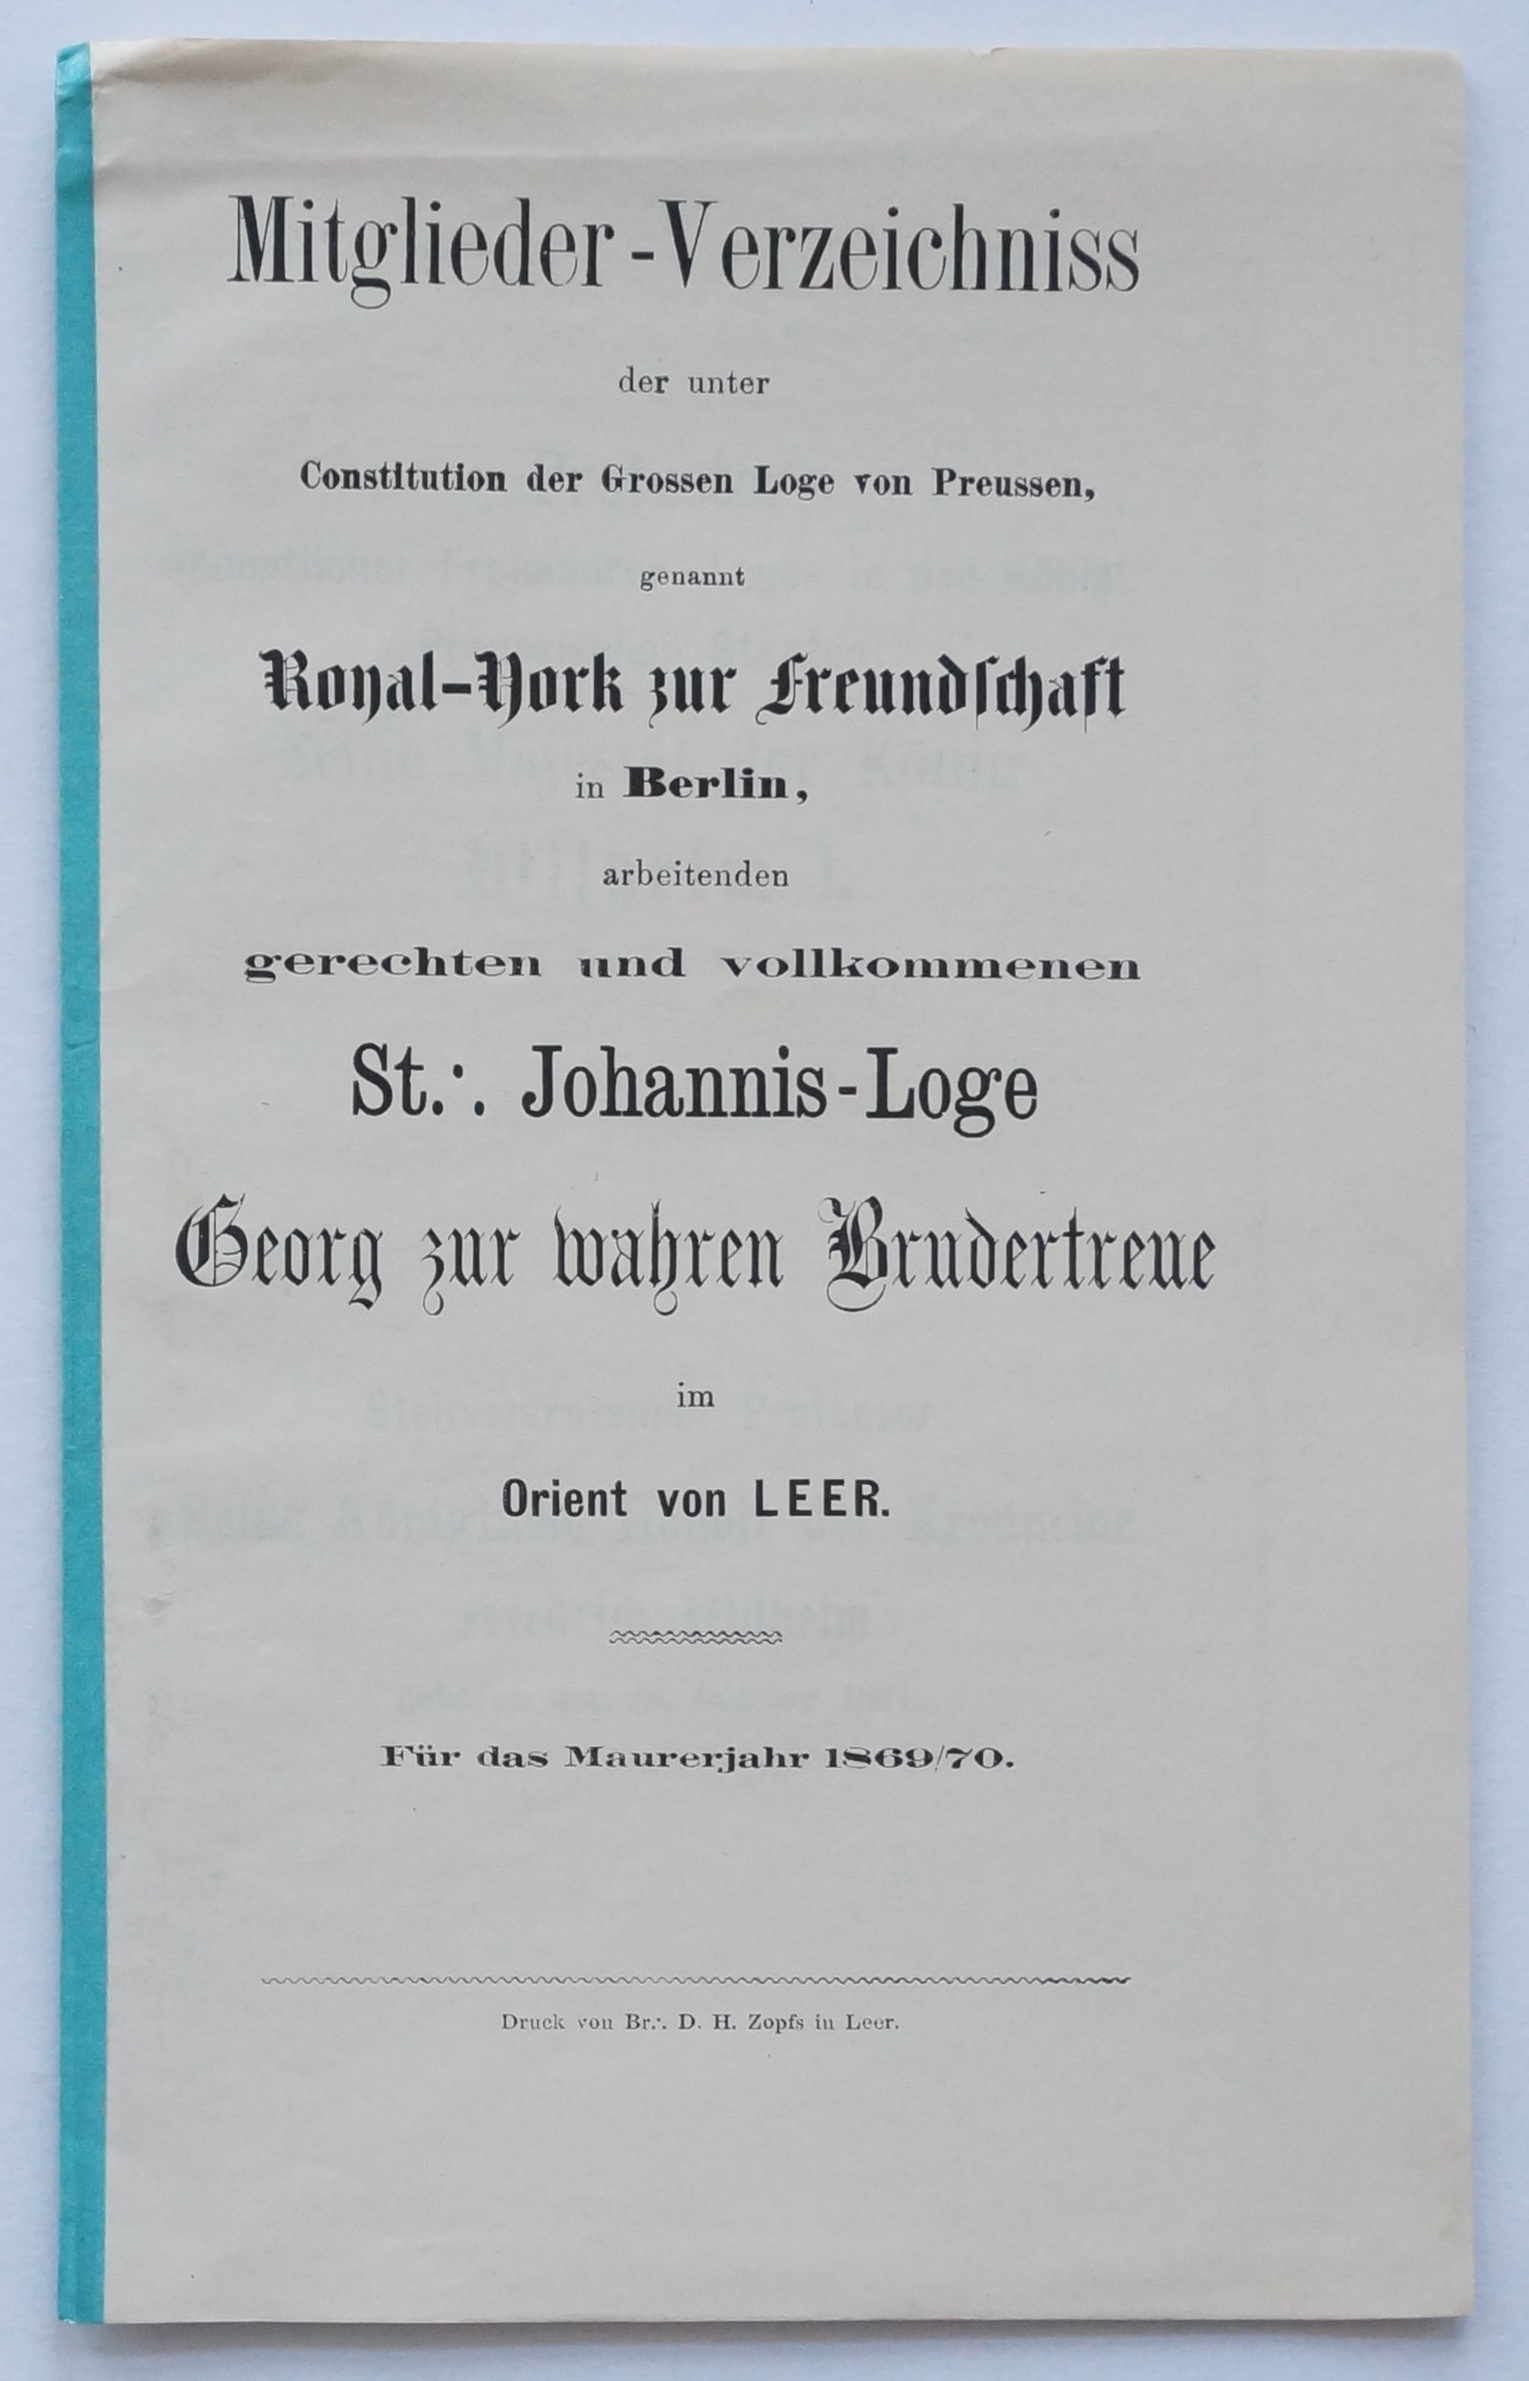 Mitglieder-Verzeichniss
der unter
Constitution der Grossen Loge von Preussen,
genannt
Royal-York zur Freundschaft
in Berlin,
arbeitenden
gerechten und vollkommenen
St.·. Johannis-Loge
Georg zur wahren Brudertreue
im
Orient von LEER.
Für das Maurerjahr 1869/70.
Druck von Br.·. D. H. Zopfs in Leer.